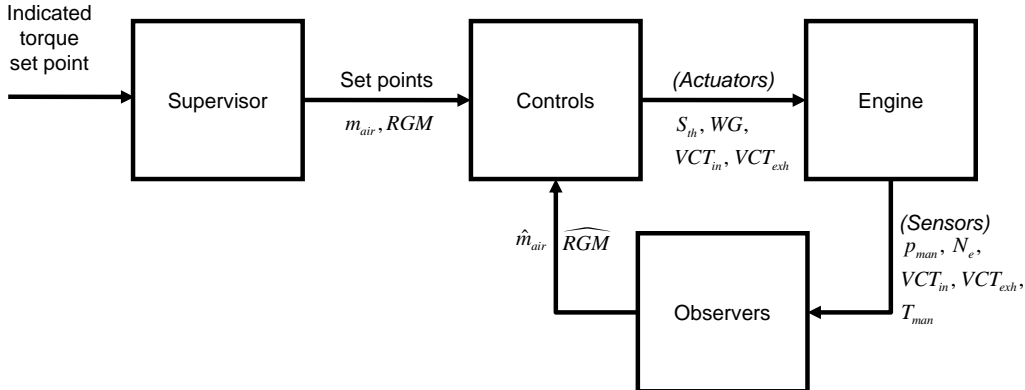 Indicated
torque
set point
Supervisor
Set points
m_air, RGM
Controls
(Actuators)
S_th, WG,
VCT_in, VCT_exh
Engine
(Sensors)
p_man, N_e,
VCT_in, VCT_exh,
T_man
Observers
m̂_air \widehat{RGM}